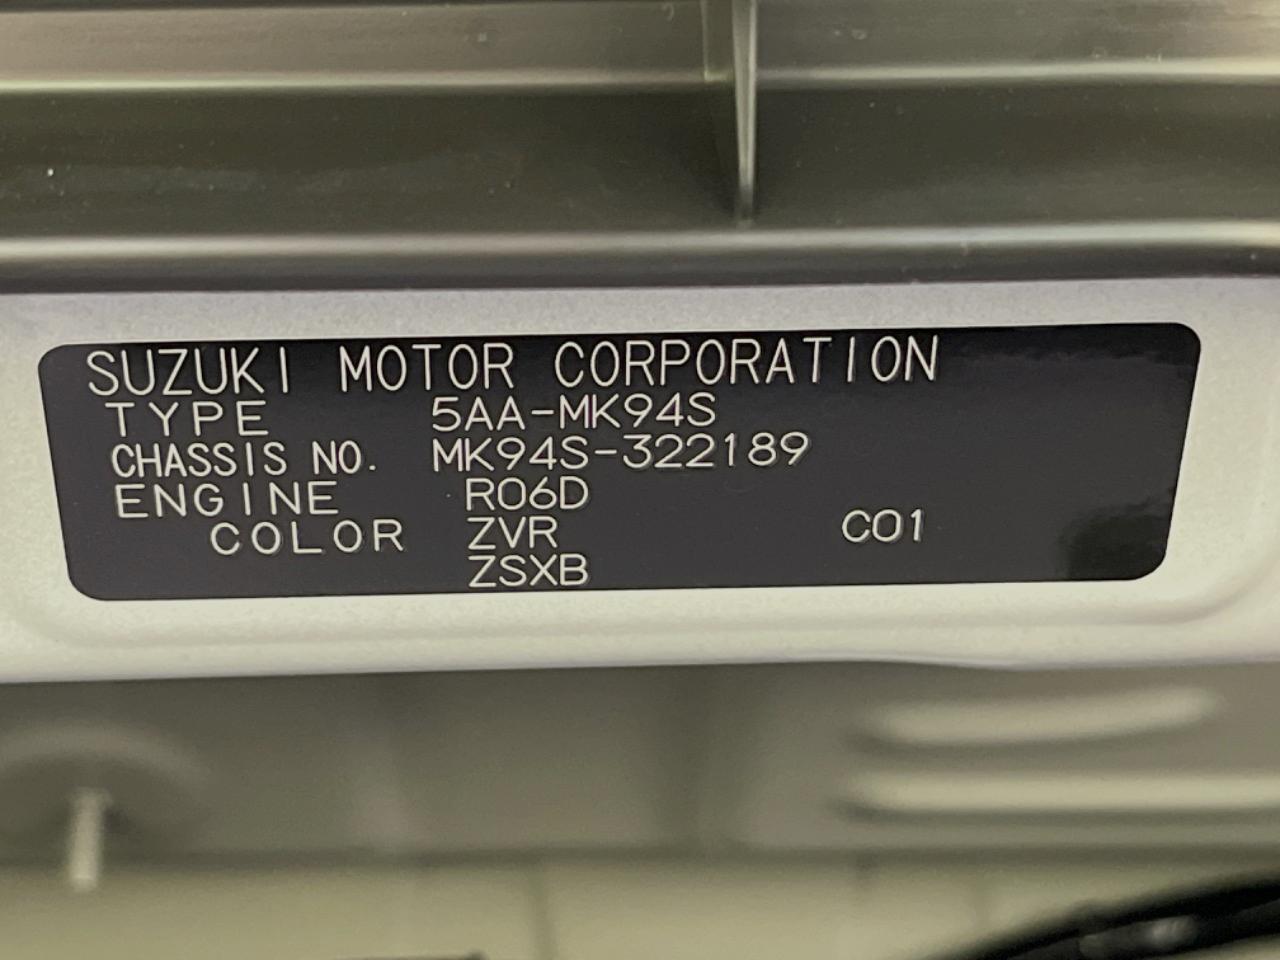 SUZUKI MOTOR CORPORATION
TYPE 5AA-MK94S
CHASSIS NO. MK94S-322189
ENGINE R06D
COLOR ZVR C01
ZSXB